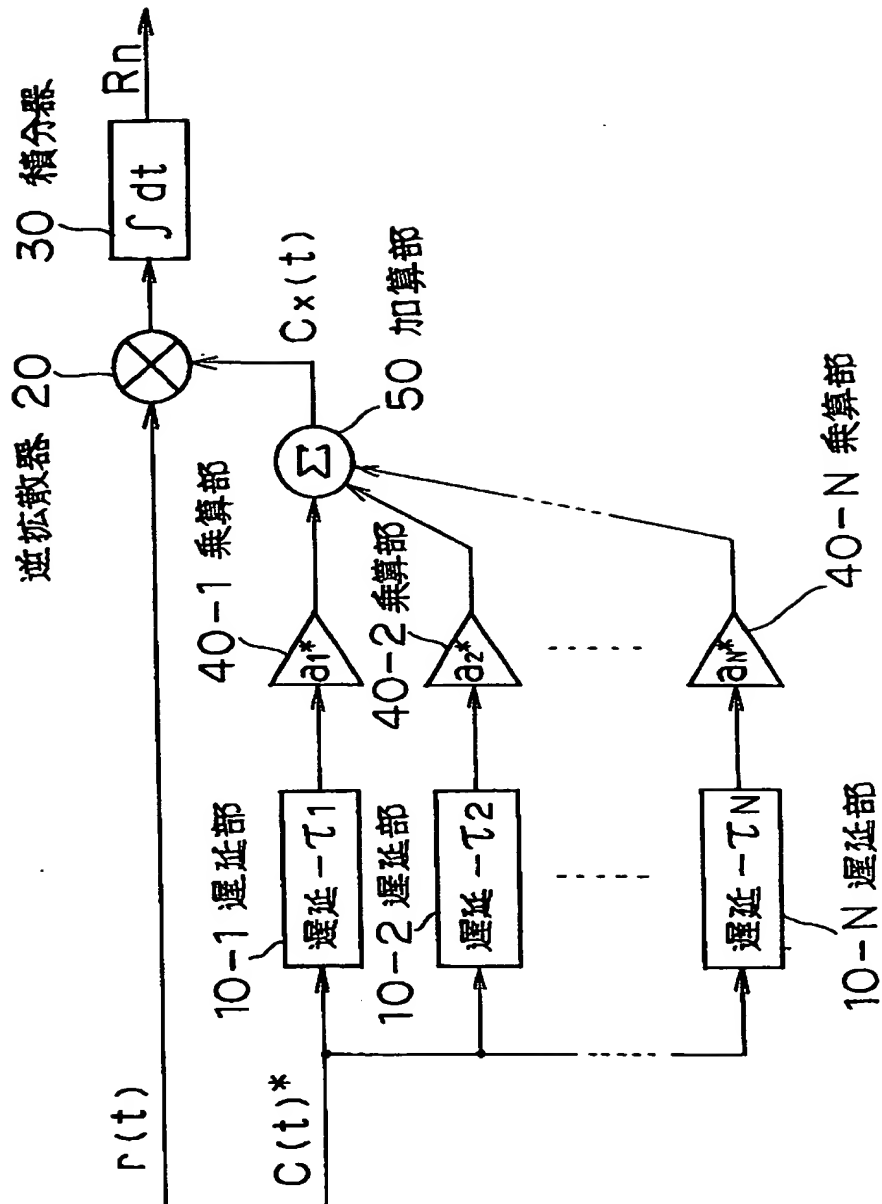 r(t)
逆拡散器 20
30 積分器
∫dt
Rn
Cx(t)
C(t)*
10-1 遅延部
遅延-τ1
40-1 乗算部
a1*
Σ
50 加算部
10-2 遅延部
遅延-τ2
40-2 乗算部
a2*
遅延-τN
10-N 遅延部
aN*
40-N 乗算部